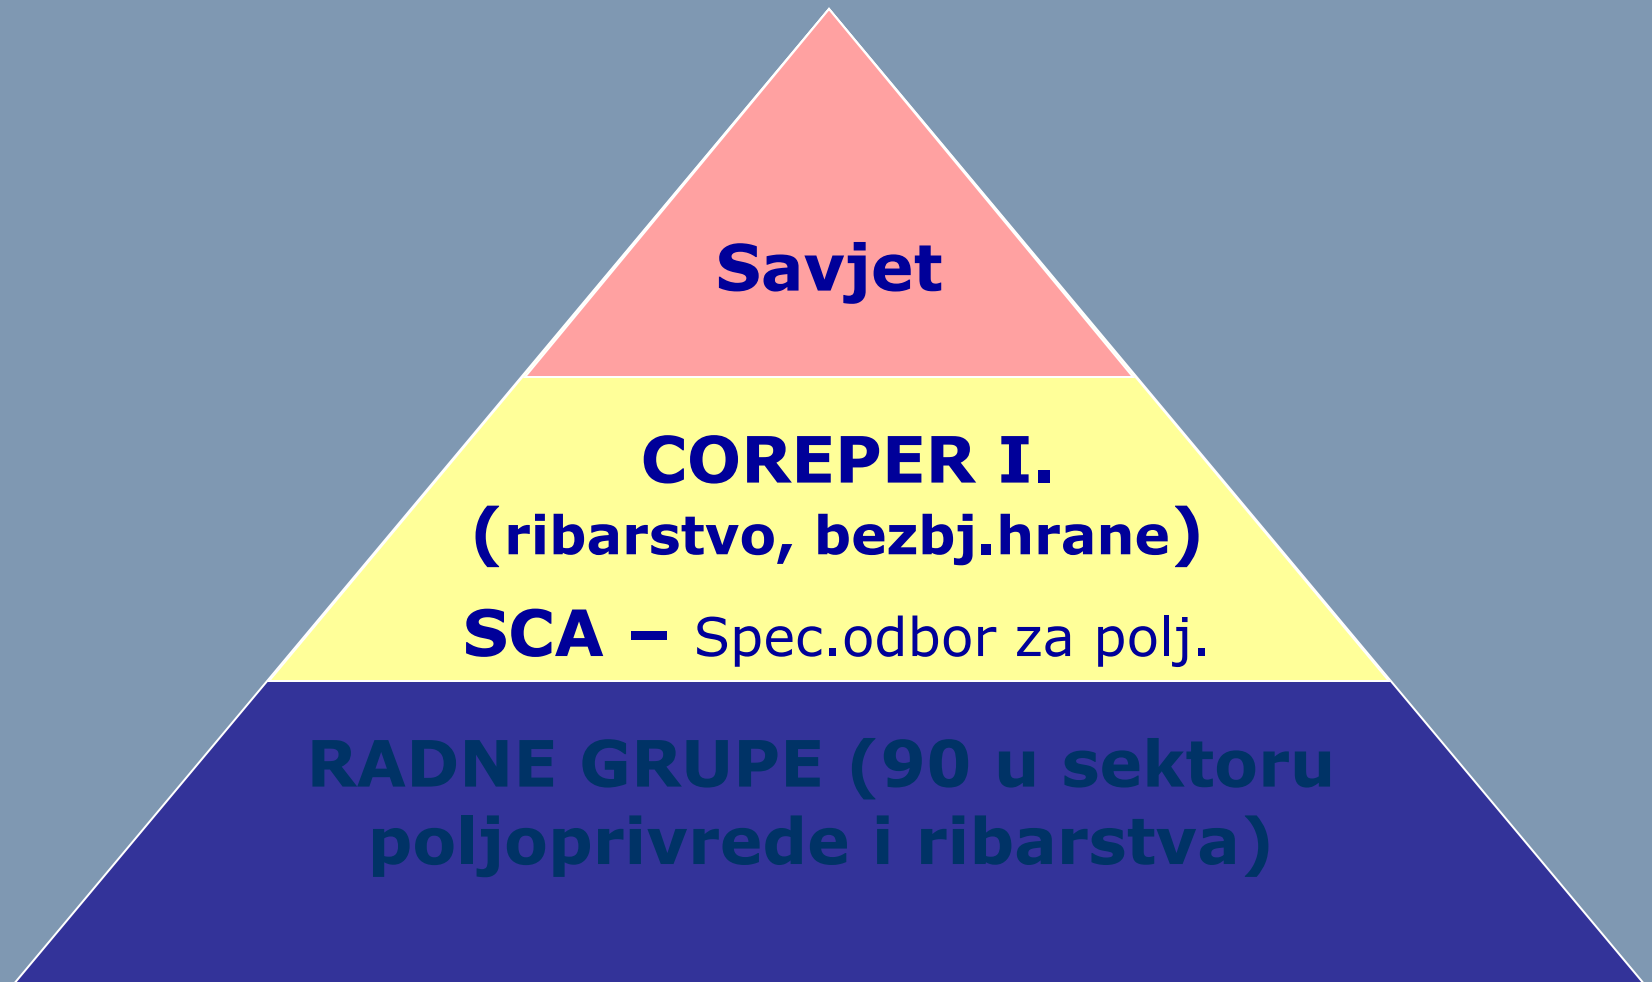 Savjet
COREPER I.
(ribarstvo, bezbj.hrane)
SCA – Spec.odbor za polj.
RADNE GRUPE (90 u sektoru
poljoprivrede i ribarstva)